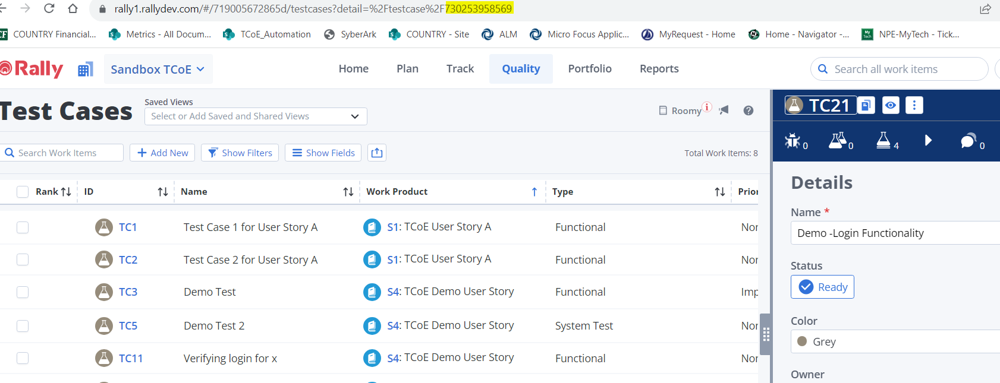 rally1.rallydev.com/#/719005672865d/testcases?detail=%2Ftestcase%2F730253958569
CF COUNTRY Financial... Metrics - All Docum... TCoE_Automation SyberArk COUNTRY - Site ALM Micro Focus Applic... MyRequest - Home Home - Navigator -... My Tech NPE-MyTech - Tick...
Rally Sandbox TCoE Home Plan Track Quality Portfolio Reports Search all work items
Test Cases
Saved Views
Select or Add Saved and Shared Views
Roomy
Search Work Items Add New Show Filters Show Fields Total Work Items: 8
Rank ID Name Work Product Type Prior
TC1 Test Case 1 for User Story A S1: TCoE User Story A Functional Nor
TC2 Test Case 2 for User Story A S1: TCoE User Story A Functional Nor
TC3 Demo Test S4: TCoE Demo User Story Functional Imp
TC5 Demo Test 2 S4: TCoE Demo User Story System Test Nor
TC11 Verifying login for x S4: TCoE Demo User Story Functional Nor
TC21
0 0 4 0
Details
Name *
Demo -Login Functionality
Status
Ready
Color
Grey
Owner